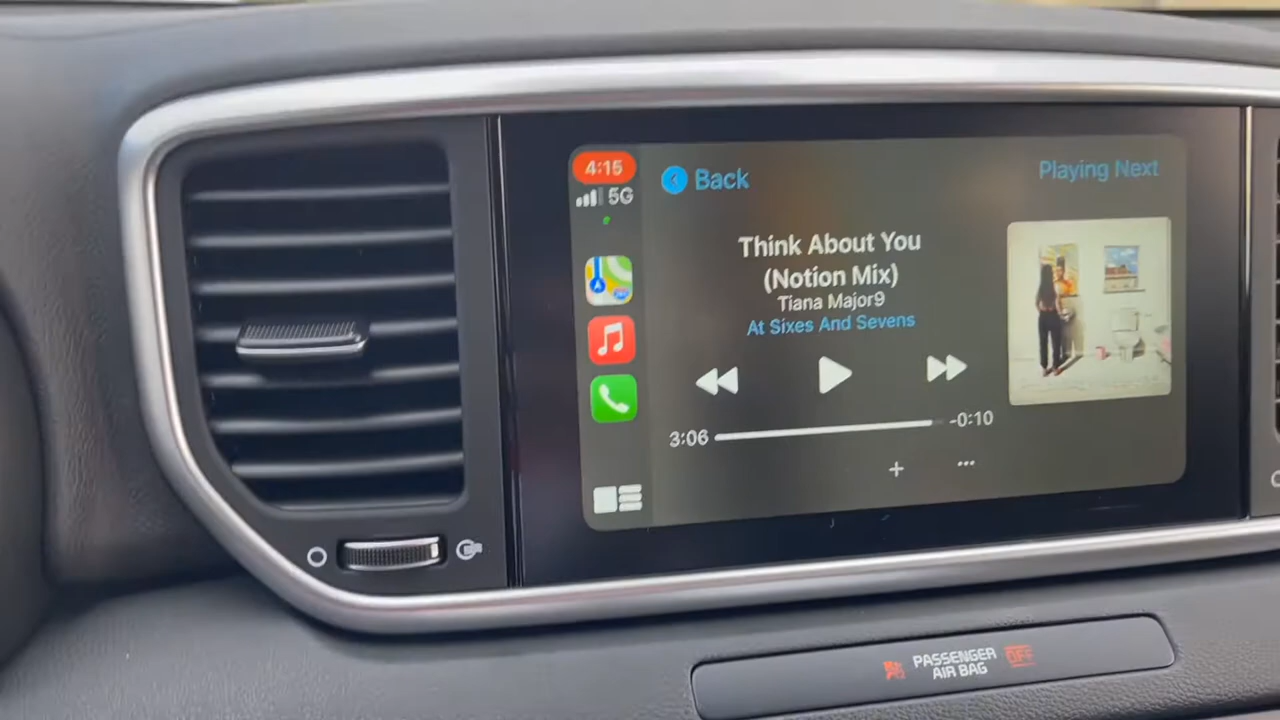 4:15
5G
Back
Playing Next
Think About You
(Notion Mix)
Tiana Major9
At Sixes And Sevens
3:06
-0:10
PASSENGER
AIR BAG
OFF